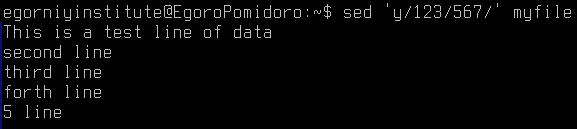 egorniyinstitute@EgoroPomidoro:~$ sed 'y/123/567/' myfile
This is a test line of data
second line
third line
forth line
5 line